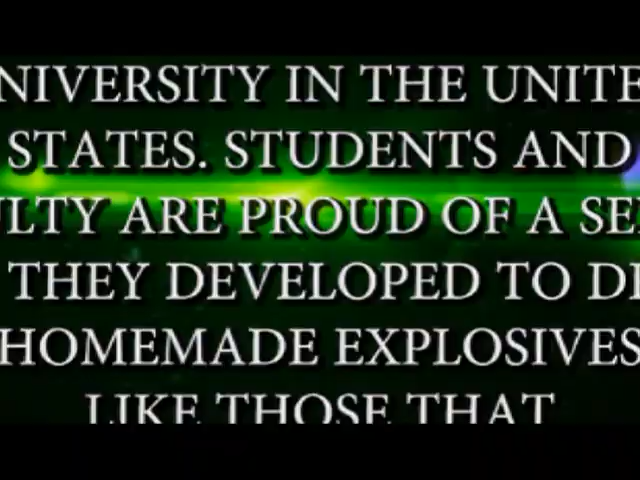 NIVERSITY IN THE UNITE
STATES. STUDENTS AND
ULTY ARE PROUD OF A SE
THEY DEVELOPED TO D
HOMEMADE EXPLOSIVES
LIKE THOSE THAT